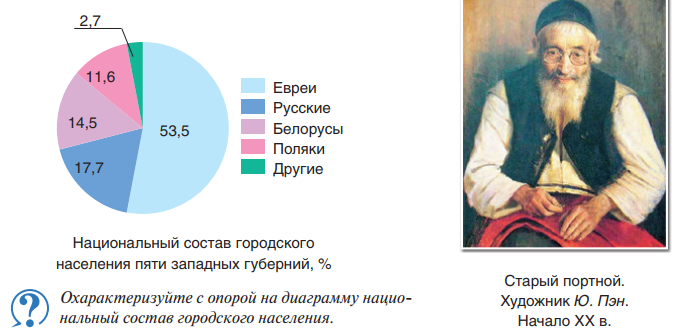 2,7
11,6
14,5
53,5
17,7
Евреи
Русские
Белорусы
Поляки
Другие
Национальный состав городского
населения пяти западных губерний, %
Охарактеризуйте с опорой на диаграмму нацио-
нальный состав городского населения.
Старый портной.
Художник Ю. Пэн.
Начало XX в.